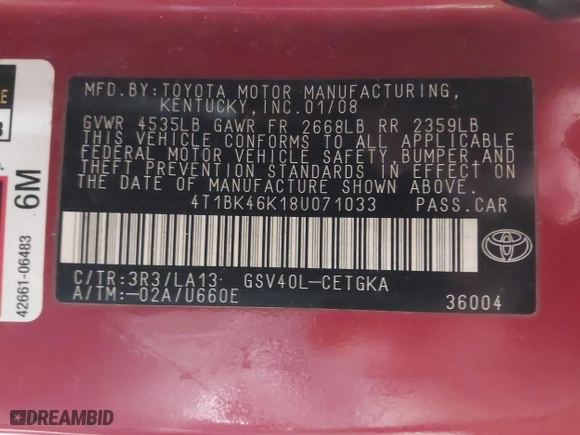 MFD.BY:TOYOTA MOTOR MANUFACTURING,
KENTUCKY,INC.01/08
GVWR 4535LB GAWR FR 2668LB RR 2359LB
THIS VEHICLE CONFORMS TO ALL APPLICABLE
FEDERAL MOTOR VEHICLE SAFETY,BUMPER,AND
THEFT PREVENTION STANDARDS IN EFFECT ON
THE DATE OF MANUFACTURE SHOWN ABOVE.
4T1BK46K18U071033 PASS.CAR
C/TR:3R3/LA13- GSV40L-CETGKA
A/TM:-02A/U660E
36004
6M
42661-06483
DREAMBID